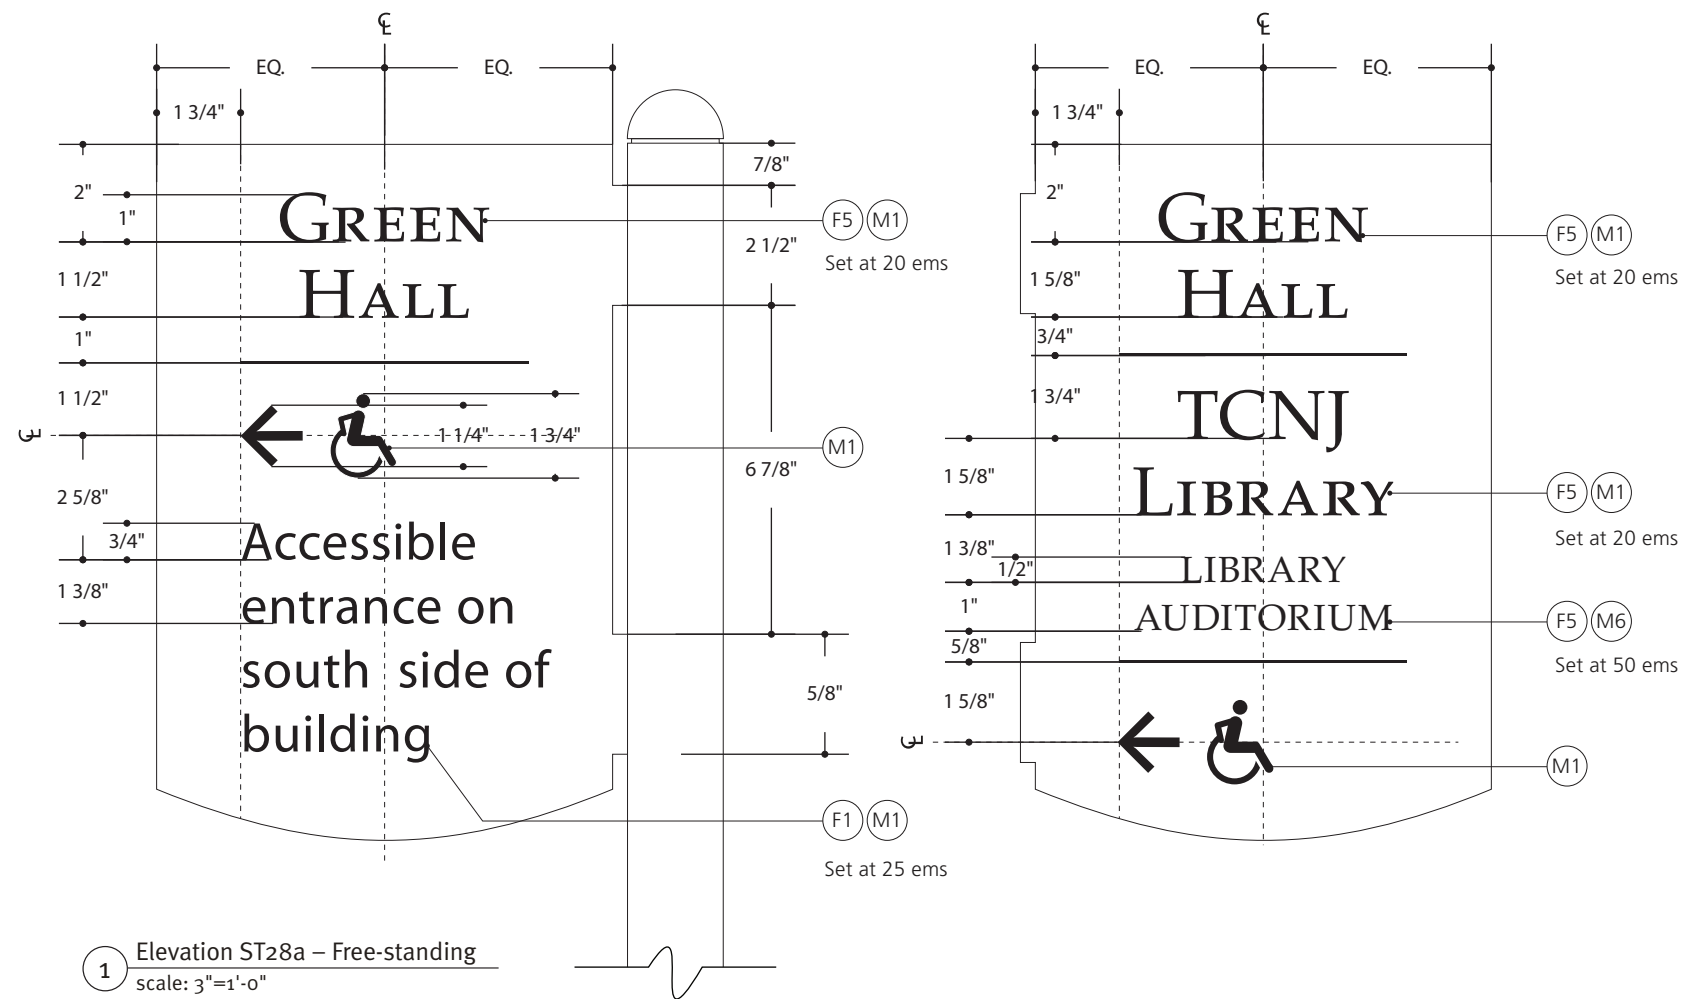 ℄
EQ. EQ.
1 3/4"
7/8"
2"
1"
GREEN
F5 M1
Set at 20 ems
2 1/2"
1 1/2"
HALL
1"
1 1/2"
℄
1 1/4" 1 3/4"
M1
6 7/8"
2 5/8"
3/4"
Accessible
1 3/8"
entrance on
south side of
5/8"
building
F1 M1
Set at 25 ems
1
Elevation ST28a – Free-standing
scale: 3"=1'-0"
℄
EQ. EQ.
1 3/4"
2"
GREEN
F5 M1
Set at 20 ems
1 5/8"
HALL
3/4"
1 3/4"
TCNJ
1 5/8"
LIBRARY
F5 M1
Set at 20 ems
1 3/8"
1/2"
LIBRARY
1"
AUDITORIUM
F5 M6
Set at 50 ems
5/8"
1 5/8"
℄
M1